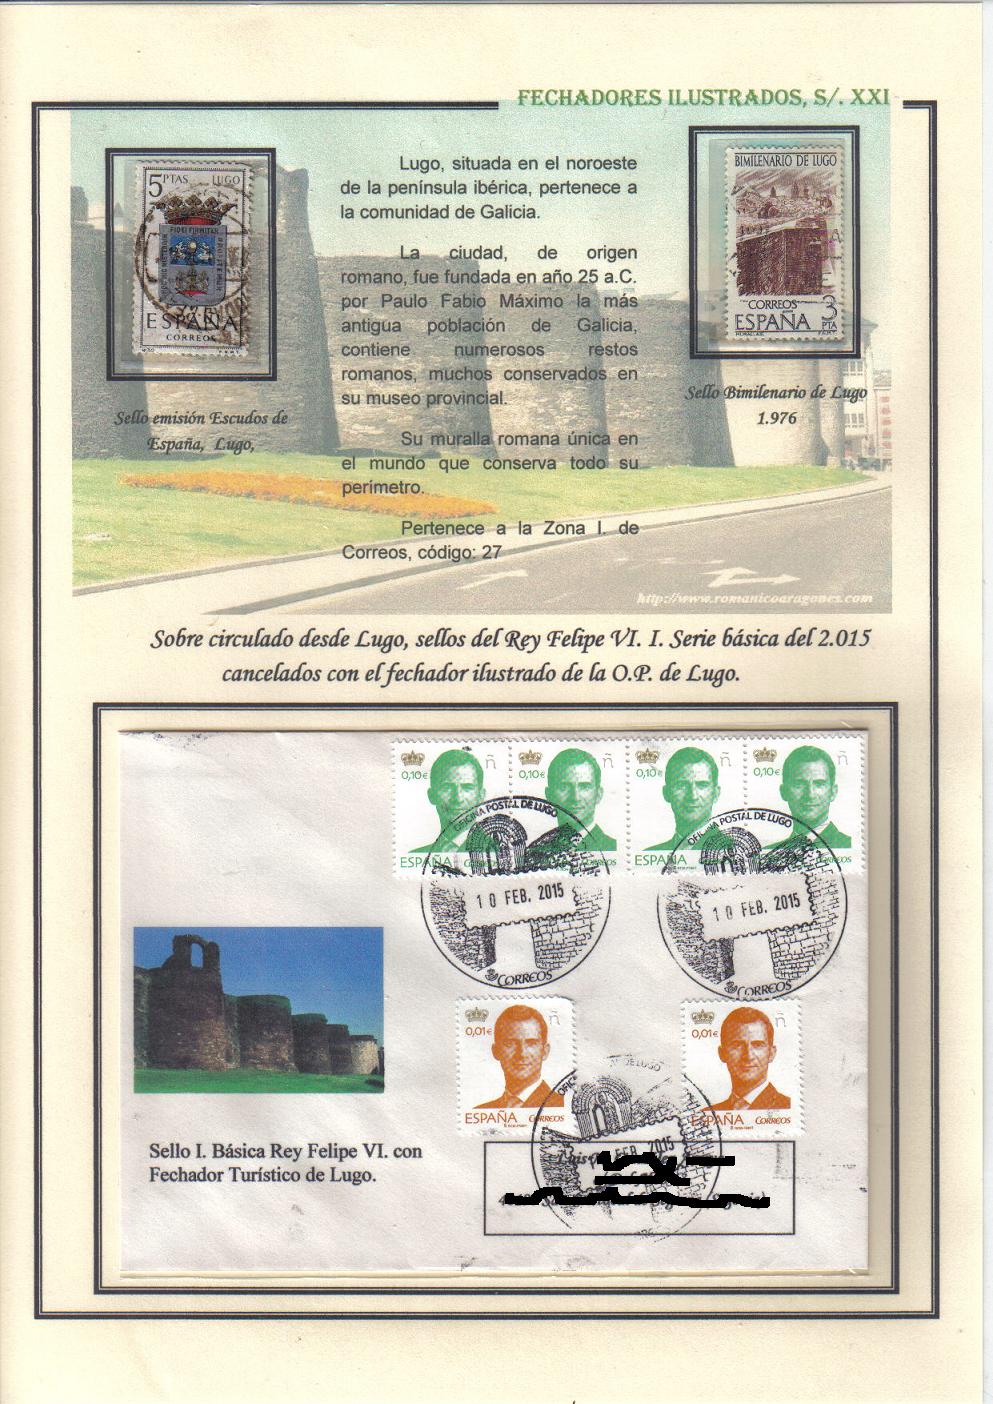 FECHADORES ILUSTRADOS, S/. XXI
5 PTAS LUGO
ESPAÑA
CORREOS
Sello emisión Escudos de
España, Lugo,
Lugo, situada en el noroeste
de la península ibérica, pertenece a
la comunidad de Galicia.
La ciudad, de origen
romano, fue fundada en año 25 a.C.
por Paulo Fabio Máximo la más
antigua población de Galicia,
contiene numerosos restos
romanos, muchos conservados en
su museo provincial.
Su muralla romana única en
el mundo que conserva todo su
perímetro.
Pertenece a la Zona I. de
Correos, código: 27
BIMILENARIO DE LUGO
CORREOS
ESPAÑA 3 PTA
Sello Bimilenario de Lugo
1.976
http://www.romanicoaragones.com
Sobre circulado desde Lugo, sellos del Rey Felipe VI. I. Serie básica del 2.015
cancelados con el fechador ilustrado de la O.P. de Lugo.
0,10€ ñ 0,10€ ñ 0,10€ ñ 0,10€ ñ
OFICINA POSTAL DE LUGO
OFICINA POSTAL DE LUGO
ESPAÑA CORREOS ESPAÑA CORREOS
10 FEB. 2015
10 FEB. 2015
CORREOS
CORREOS
0,01€ ñ
0,01€ ñ
ESPAÑA CORREOS
ESPAÑA CORREOS
DE LUGO
FEB. 2015
Sello I. Básica Rey Felipe VI. con
Fechador Turístico de Lugo.